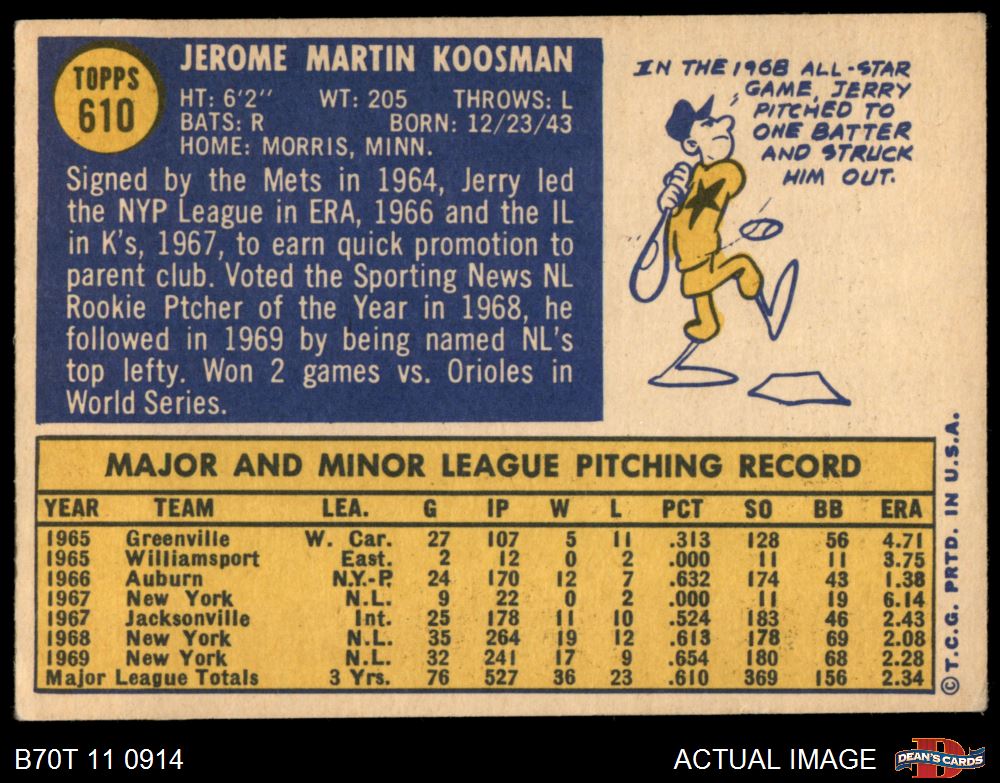 TOPPS
610
JEROME MARTIN KOOSMAN
HT: 6'2" WT: 205 THROWS: L
BATS: R BORN: 12/23/43
HOME: MORRIS, MINN.
Signed by the Mets in 1964, Jerry led
the NYP League in ERA, 1966 and the IL
in K's, 1967, to earn quick promotion to
parent club. Voted the Sporting News NL
Rookie Ptcher of the Year in 1968, he
followed in 1969 by being named NL's
top lefty. Won 2 games vs. Orioles in
World Series.
IN THE 1968 ALL-STAR
GAME, JERRY
PITCHED TO
ONE BATTER
AND STRUCK
HIM OUT.
MAJOR AND MINOR LEAGUE PITCHING RECORD
YEAR TEAM LEA. G IP W L PCT SO BB ERA
1965 Greenville W. Car. 27 107 5 11 .313 128 56 4.71
1965 Williamsport East. 2 12 0 2 .000 11 11 3.75
1966 Auburn N.Y.-P. 24 170 12 7 .632 174 43 1.38
1967 New York N.L. 9 22 0 2 .000 11 19 6.14
1967 Jacksonville Int. 25 178 11 10 .524 183 46 2.43
1968 New York N.L. 35 264 19 12 .613 178 69 2.08
1969 New York N.L. 32 241 17 9 .654 180 68 2.28
Major League Totals 3 Yrs. 76 527 36 23 .610 369 156 2.34
© T.C.G. PRTD. IN U.S.A.
B70T 11 0914
ACTUAL IMAGE
DEAN'S CARDS